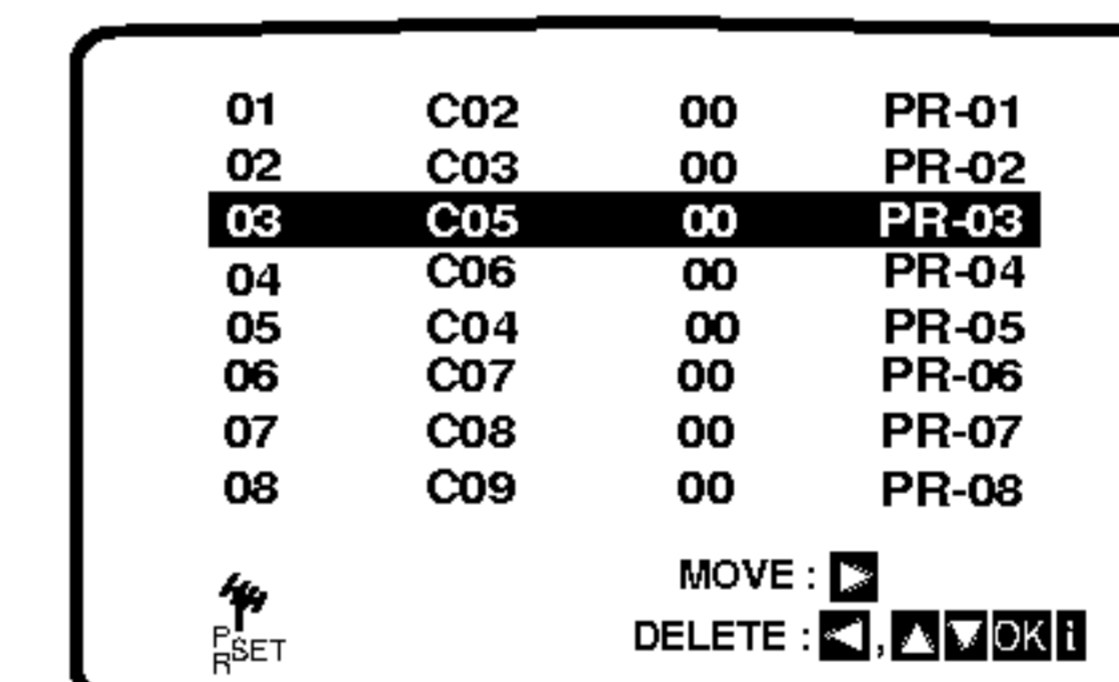 01 C02 00 PR-01
02 C03 00 PR-02
03 C05 00 PR-03
04 C06 00 PR-04
05 C04 00 PR-05
06 C07 00 PR-06
07 C08 00 PR-07
08 C09 00 PR-08
MOVE : ▷
DELETE : ◁ , △ ▽ OK i
PR SET